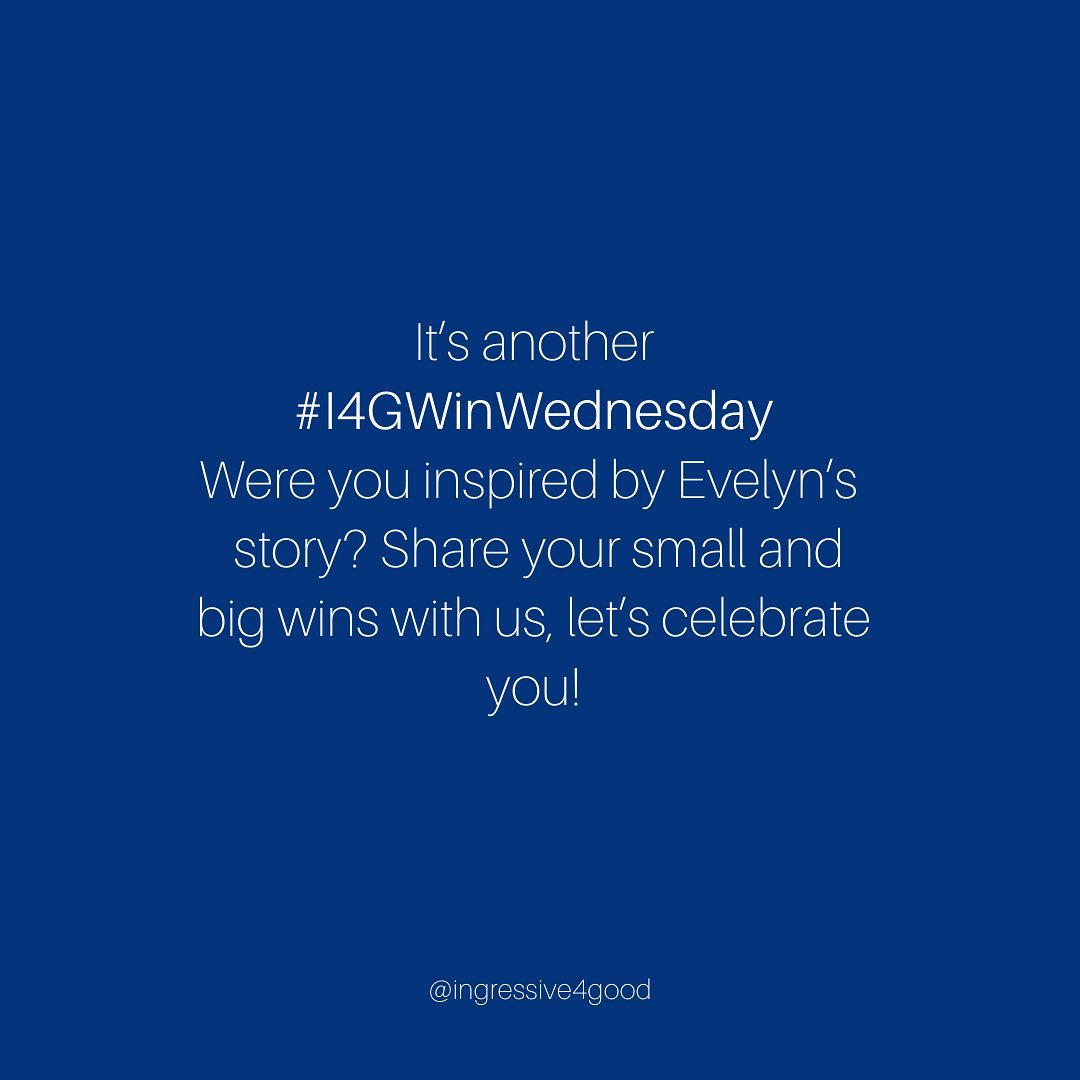 It’s another
#I4GWinWednesday
Were you inspired by Evelyn’s
story? Share your small and
big wins with us, let’s celebrate
you!
@ingressive4good